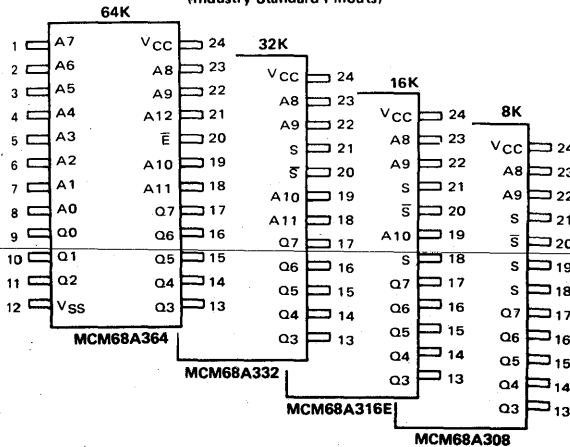 (Industry Standard Pinouts)
64K
1 A7 VCC 24
2 A6 A8 23
3 A5 A9 22
4 A4 A12 21
5 A3 E̅ 20
6 A2 A10 19
7 A1 A11 18
8 A0 Q7 17
9 Q0 Q6 16
10 Q1 Q5 15
11 Q2 Q4 14
12 VSS Q3 13
MCM68A364
32K
VCC 24
A8 23
A9 22
S 21
S̅ 20
A10 19
A11 18
Q7 17
Q6 16
Q5 15
Q4 14
Q3 13
MCM68A332
16K
VCC 24
A8 23
A9 22
S 21
S̅ 20
A10 19
S 18
Q7 17
Q6 16
Q5 15
Q4 14
Q3 13
MCM68A316E
8K
VCC 24
A8 23
A9 22
S 21
S̅ 20
S 19
S 18
Q7 17
Q6 16
Q5 15
Q4 14
Q3 13
MCM68A308